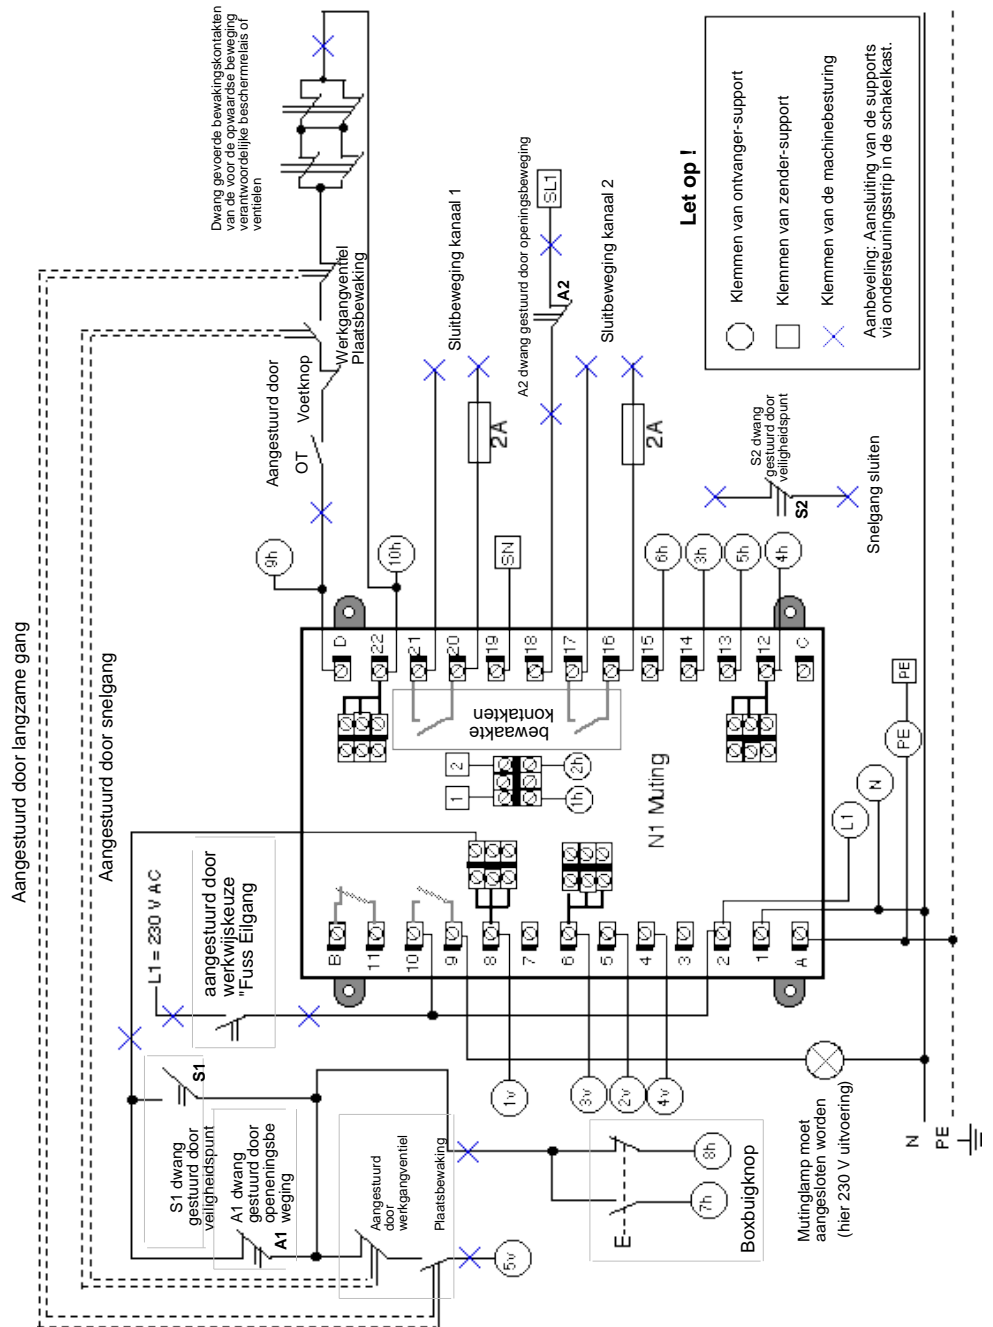 Aangestuurd door langzame gang
Aangestuurd door snelgang
Dwang gevoerde bewakingskontakten
van de voor de opwaardse beweging
verantwoordelijke beschermrelais of
ventielen
Werkgangventiel
Plaatsbewaking
Aangestuurd door
OT
Voetknop
9h
10h
Sluitbeweging kanaal 1
2A
A2 dwang gestuurd door openingsbeweging
A2
SL1
Sluitbeweging kanaal 2
2A
SN
6h
3h
5h
4h
S2 dwang
gestuurd door
veiligheidspunt
S2
Snelgang sluiten
Let op !
Klemmen van ontvanger-support
Klemmen van zender-support
Klemmen van de machinebesturing
Aanbeveling: Aansluiting van de supports
via ondersteuningsstrip in de schakelkast.
D
22
21
20
19
18
17
16
15
14
13
12
C
bewaakte
kontakten
1
2
1h
2h
N1 Muting
B
11
10
9
8
7
6
5
4
3
2
1
A
L1
N
PE
PE
L1 = 230 V AC
aangestuurd door
werkwijskeuze
"Fuss Eilgang
S1
S1 dwang
gestuurd door
veiligheidspunt
A1 dwang
gestuurd door
openeningsbe
weging
A1
Aangestuurd
door
werkgangventiel
Plaatsbewaking
5v
1v
3v
2v
4v
E
7h
8h
Boxbuigknop
Mutinglamp moet
aangesloten worden
(hier 230 V uitvoering)
N
PE